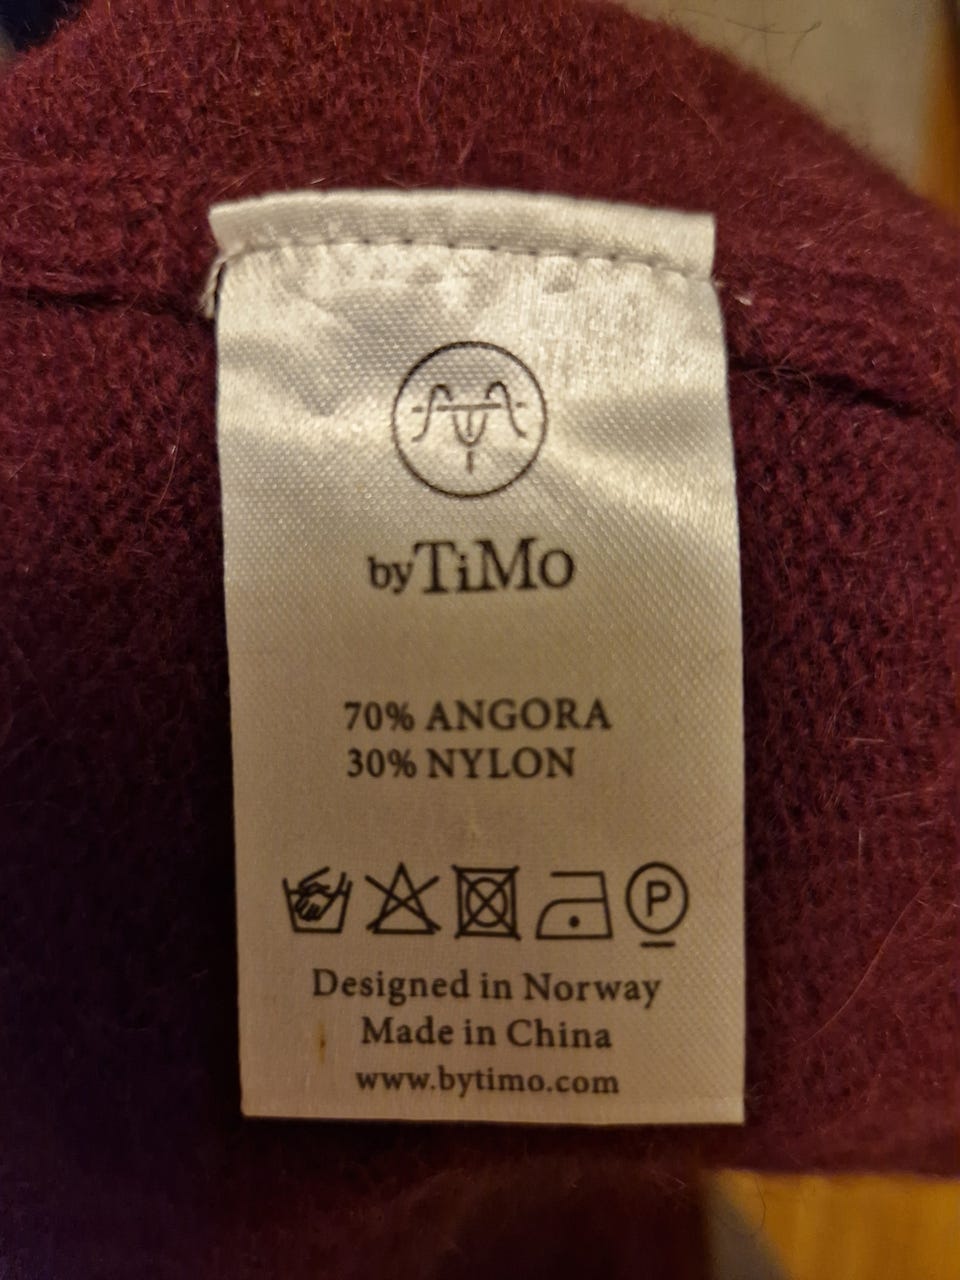 byTiMo
70% ANGORA
30% NYLON
P
Designed in Norway
Made in China
www.bytimo.com